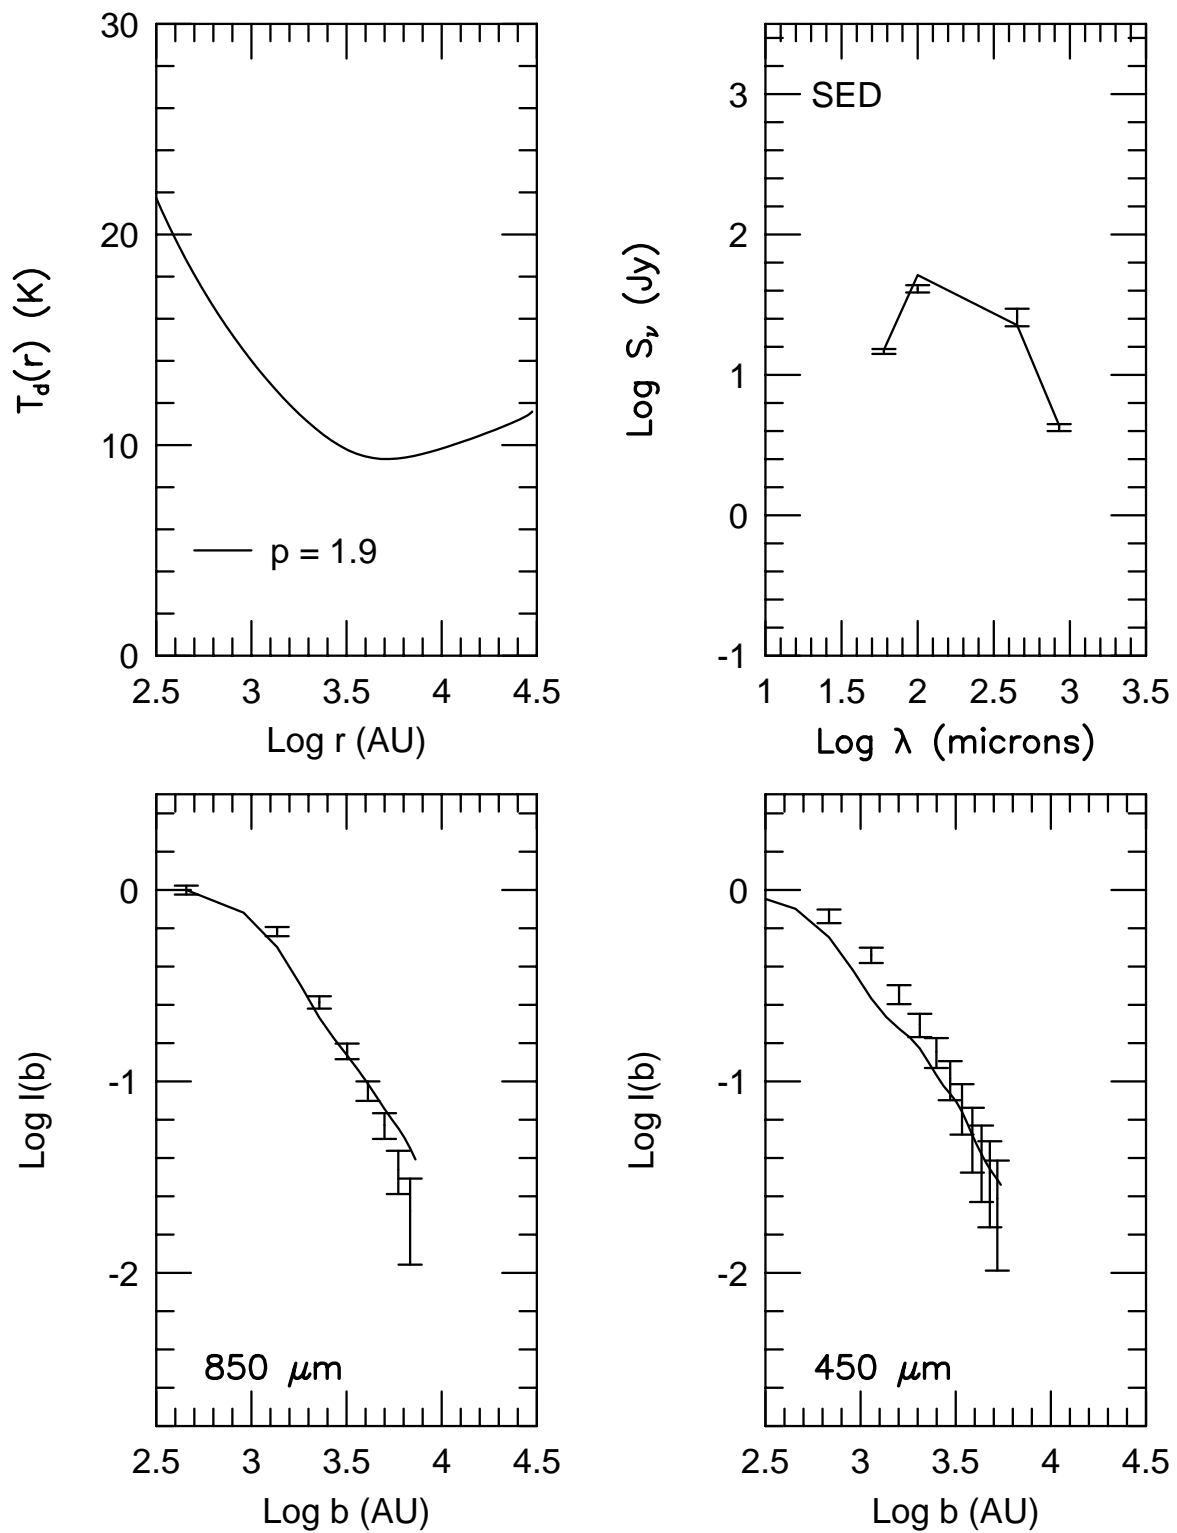 30
20
10
0
T_d(r) (K)
p = 1.9
2.5 3 3.5 4 4.5
Log r (AU)
3
2
1
0
-1
Log S_ν (Jy)
SED
1 1.5 2 2.5 3 3.5
Log λ (microns)
0
-1
-2
Log I(b)
850 μm
2.5 3 3.5 4 4.5
Log b (AU)
0
-1
-2
Log I(b)
450 μm
2.5 3 3.5 4 4.5
Log b (AU)